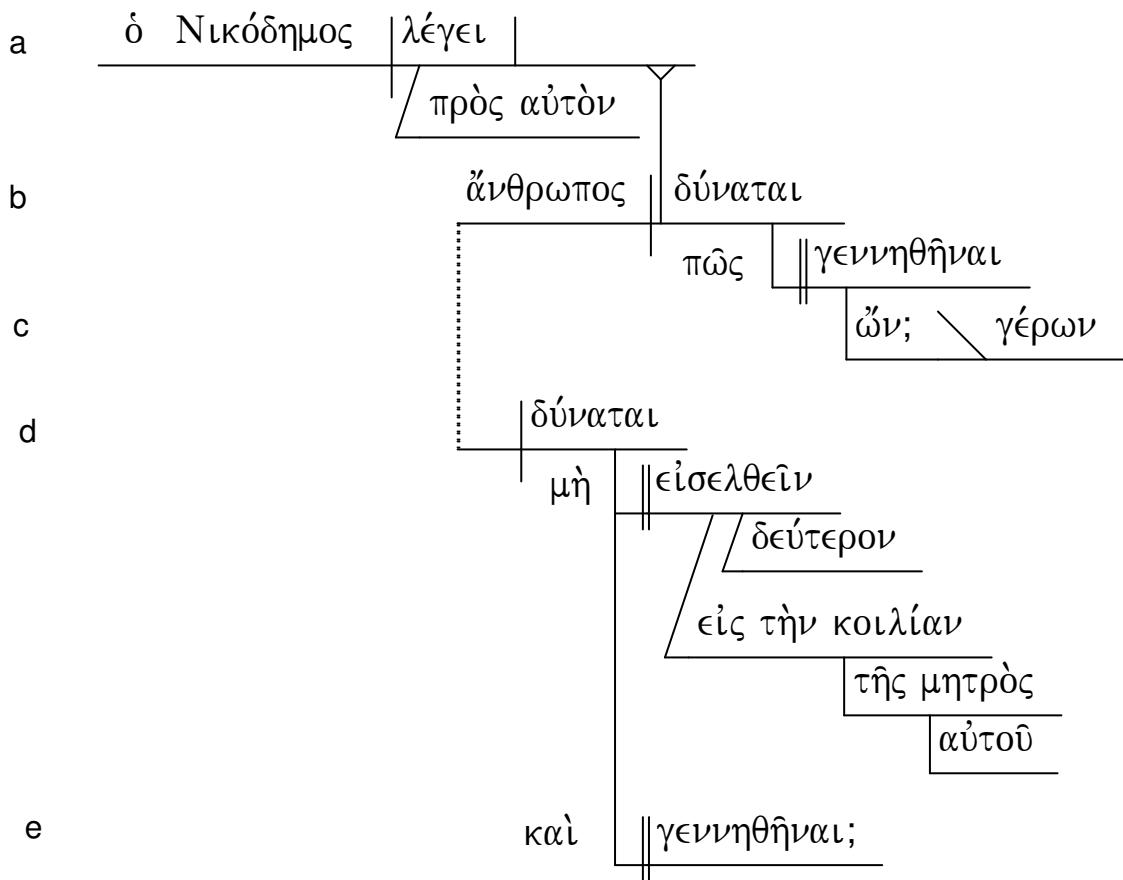 a ὁ Νικόδημος λέγει
πρὸς αὐτὸν
b ἄνθρωπος δύναται
πῶς γεννηθῆναι
c ὤν; γέρων
d δύναται
μὴ εἰσελθεῖν
δεύτερον
εἰς τὴν κοιλίαν
τῆς μητρὸς
αὐτοῦ
e καὶ γεννηθῆναι;